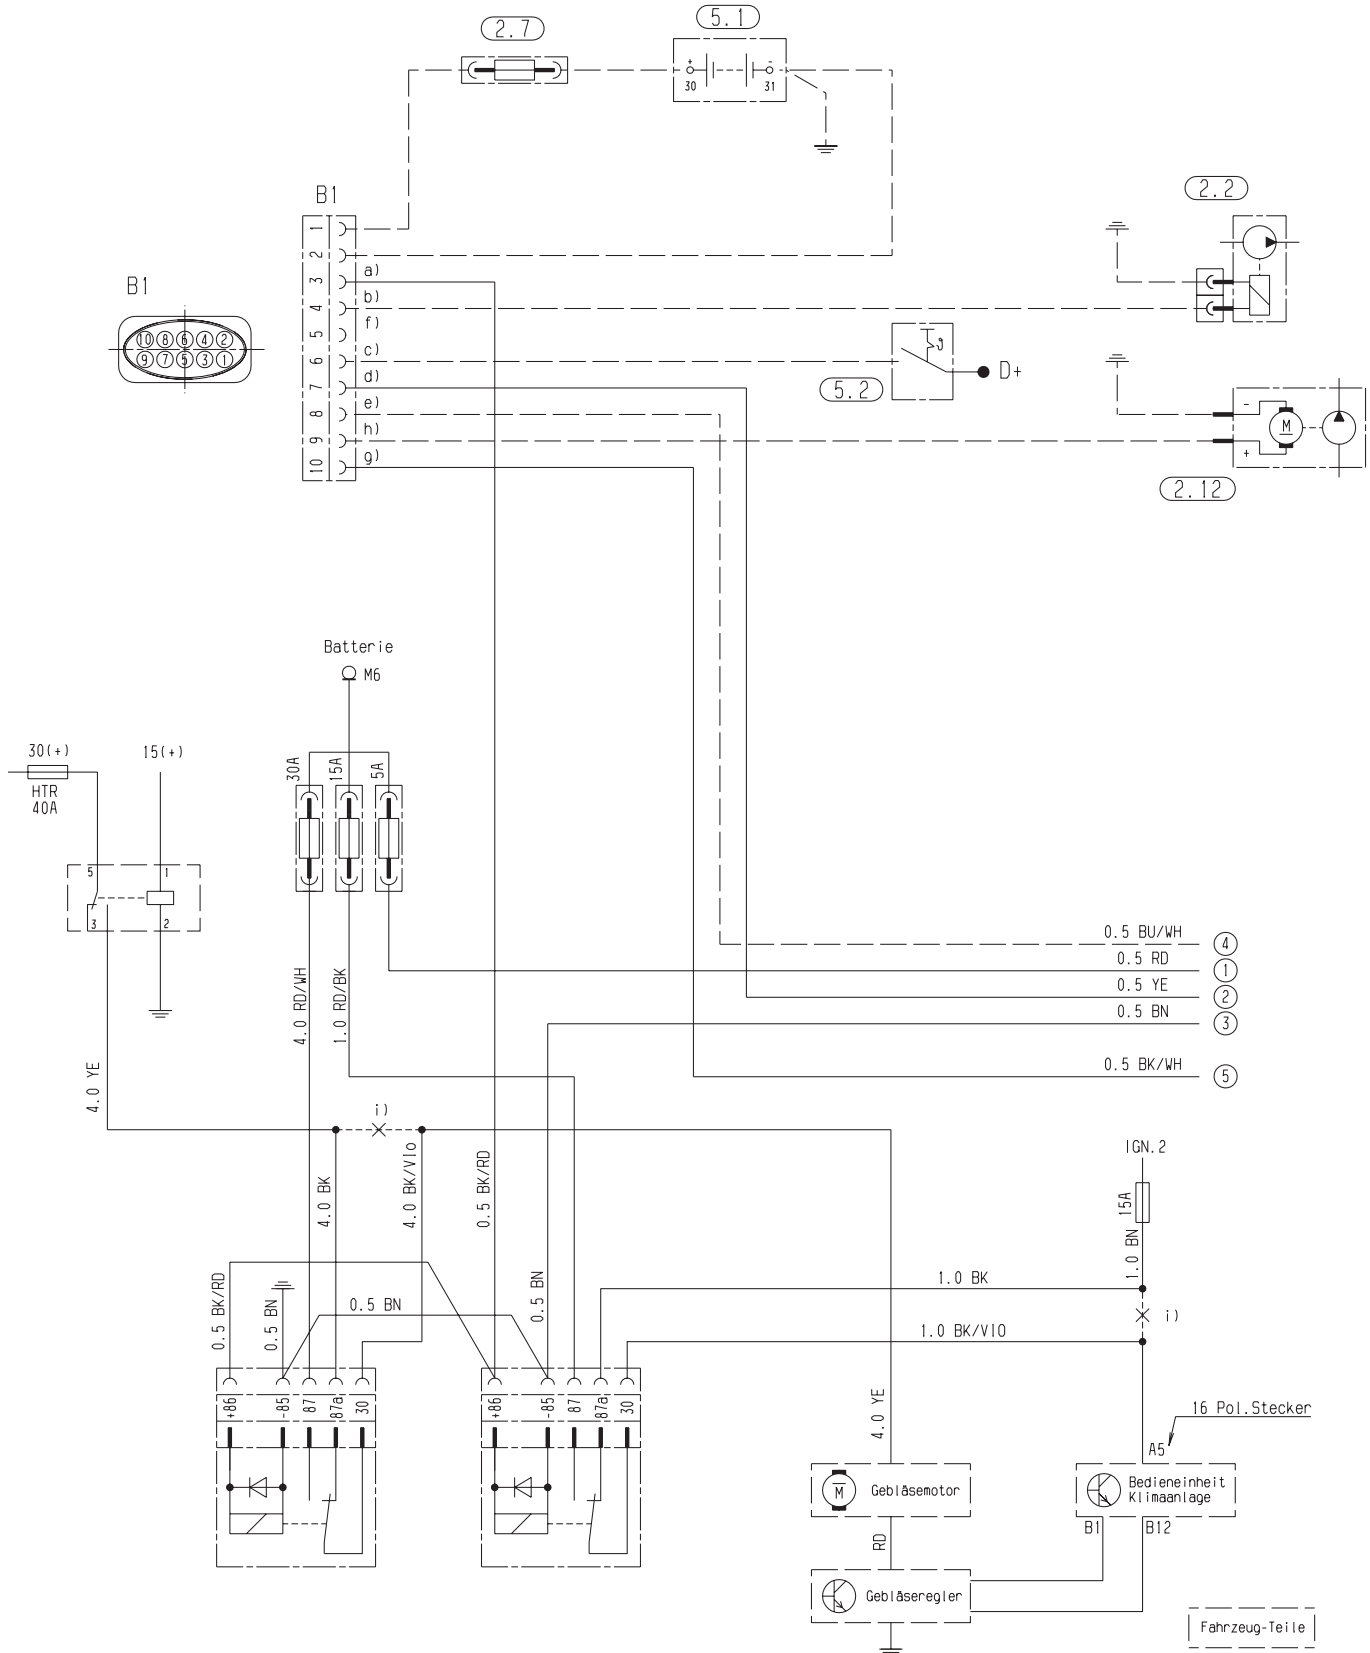 2.7
5.1
+
-
30
31
B1
2.2
1
2
3
4
5
6
7
8
9
10
a)
b)
f)
c)
d)
e)
h)
g)
B1
10 8 6 4 2
9 7 5 3 1
ϑ
D+
5.2
-
M
+
2.12
Batterie
M6
30(+)
15(+)
HTR
40A
30A
15A
5A
5
1
3
2
0.5 BU/WH
4
0.5 RD
1
0.5 YE
2
0.5 BN
3
0.5 BK/WH
5
4.0 RD/WH
1.0 RD/BK
4.0 YE
i)
4.0 BK
4.0 BK/VIo
0.5 BK/RD
IGN.2
15A
1.0 BN
1.0 BK
i)
1.0 BK/VIO
0.5 BK/RD
0.5 BN
0.5 BN
0.5 BN
+86
-85
87
87a
30
+86
-85
87
87a
30
4.0 YE
16 Pol.Stecker
A5
M
Gebläsemotor
Bedieneinheit
Klimaanlage
B1
B12
RD
Gebläseregler
Fahrzeug-Teile